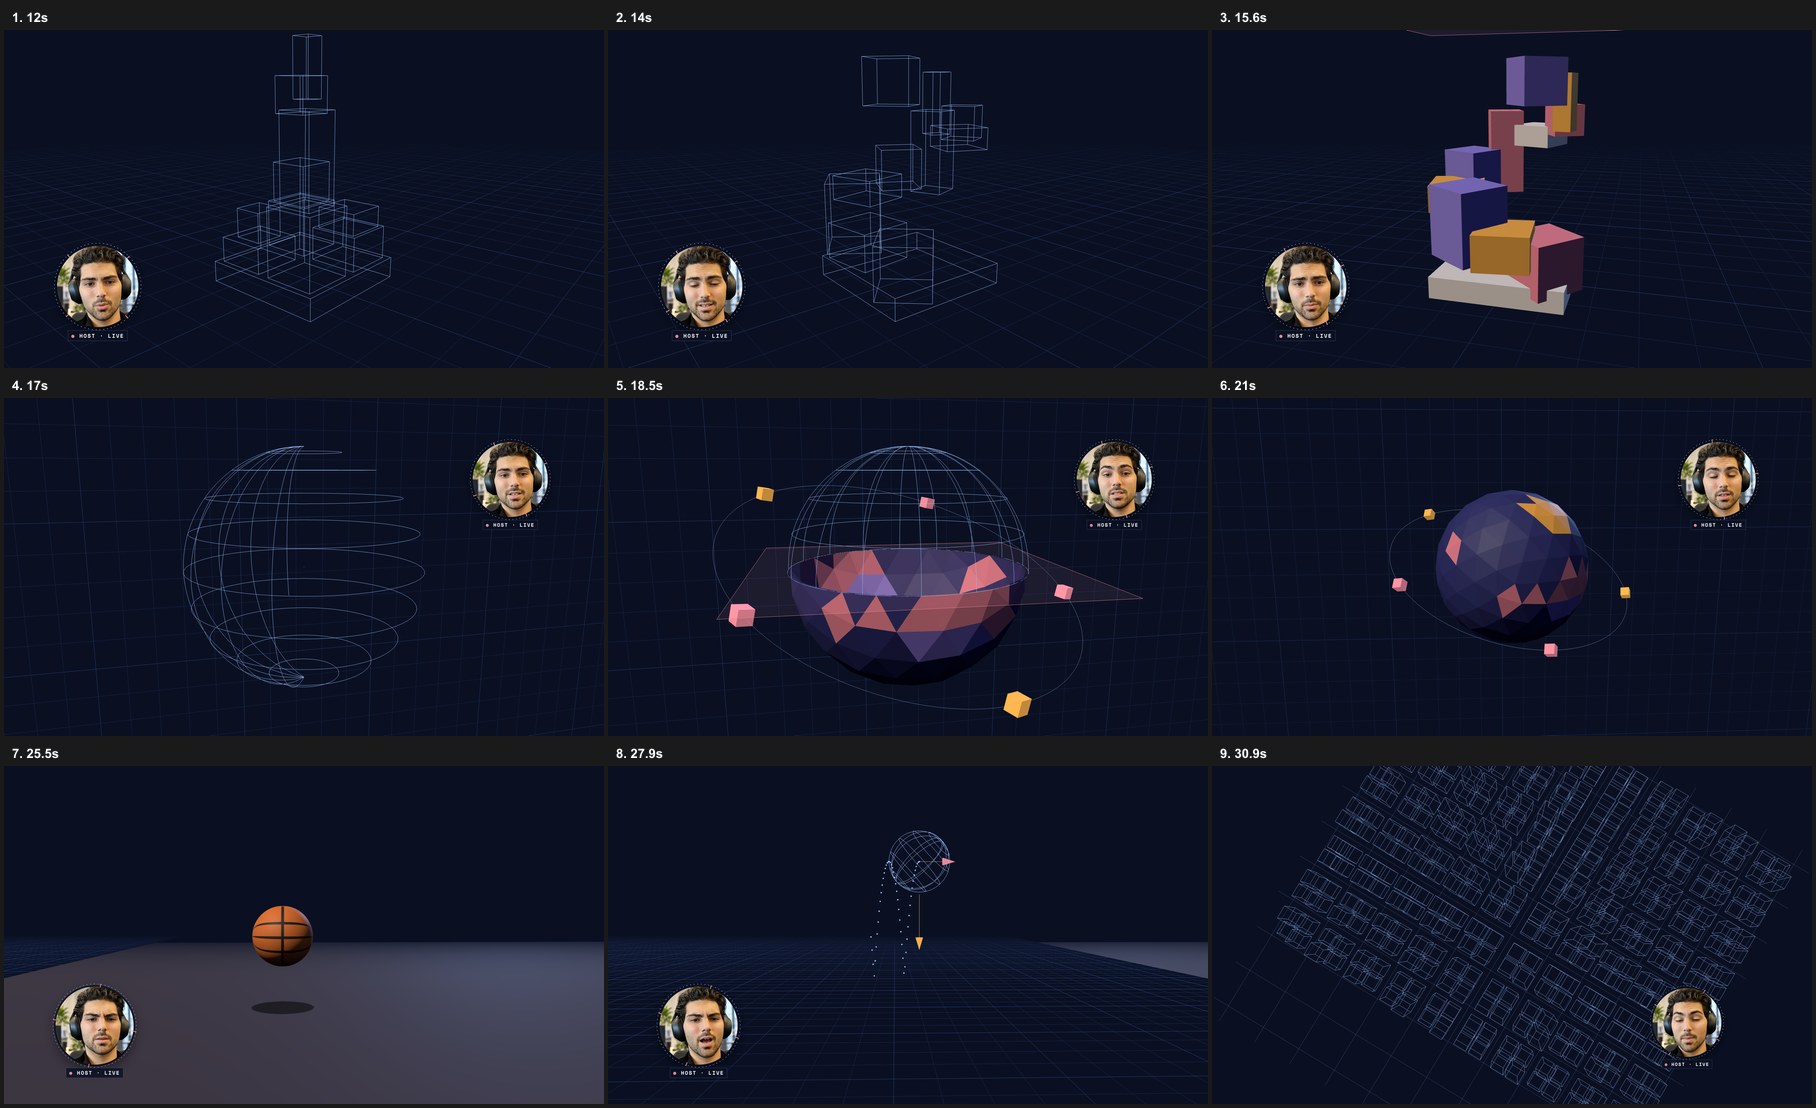 1. 12s
2. 14s
3. 15.6s
HOST · LIVE
HOST · LIVE
HOST · LIVE
4. 17s
5. 18.5s
6. 21s
HOST · LIVE
HOST · LIVE
HOST · LIVE
7. 25.5s
8. 27.9s
9. 30.9s
HOST · LIVE
HOST · LIVE
HOST · LIVE